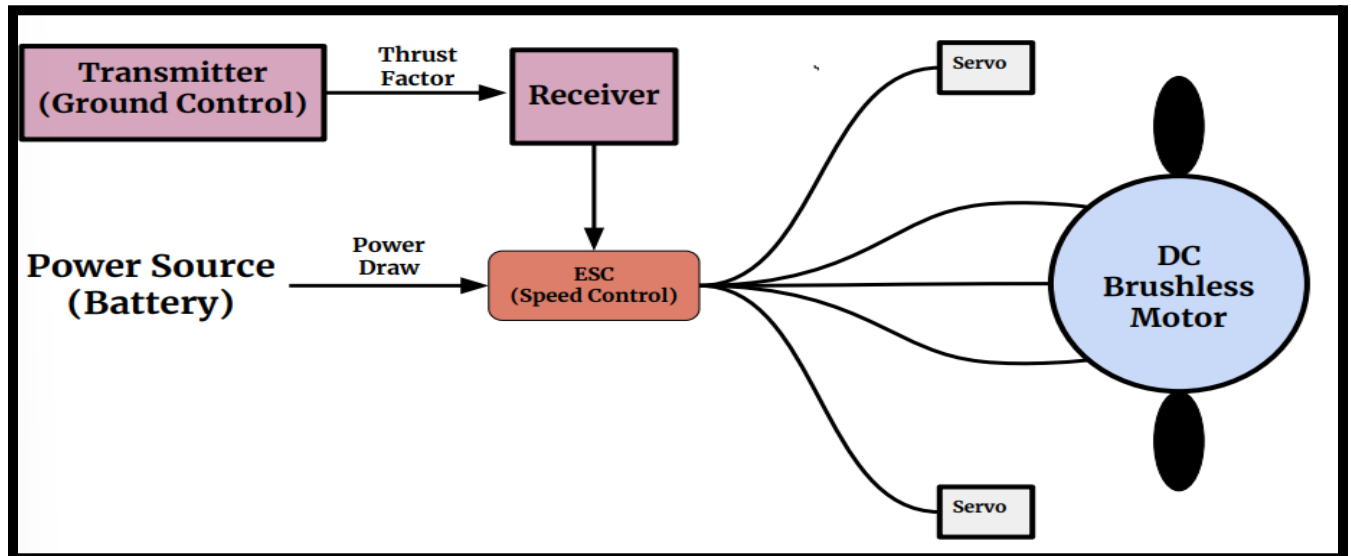 Transmitter
(Ground Control)
Thrust
Factor
Receiver
Servo
Power Source
(Battery)
Power
Draw
ESC
(Speed Control)
DC
Brushless
Motor
Servo